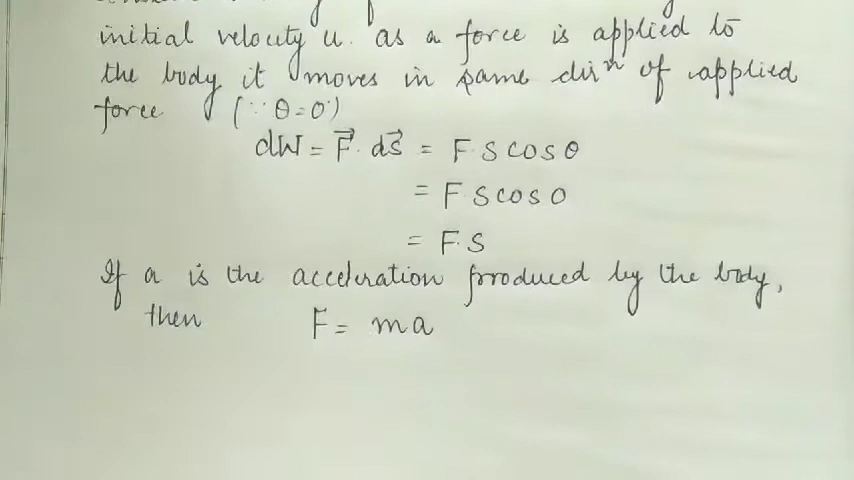 initial velouty u. as a force is applied to
the body it moves in same dirⁿ of applied
force (∵ θ=0°)
dW = F⃗. ds⃗ = F.S cos θ
= F.S cos 0
= F.S
If a is the acceleration produced by the body,
then F = ma